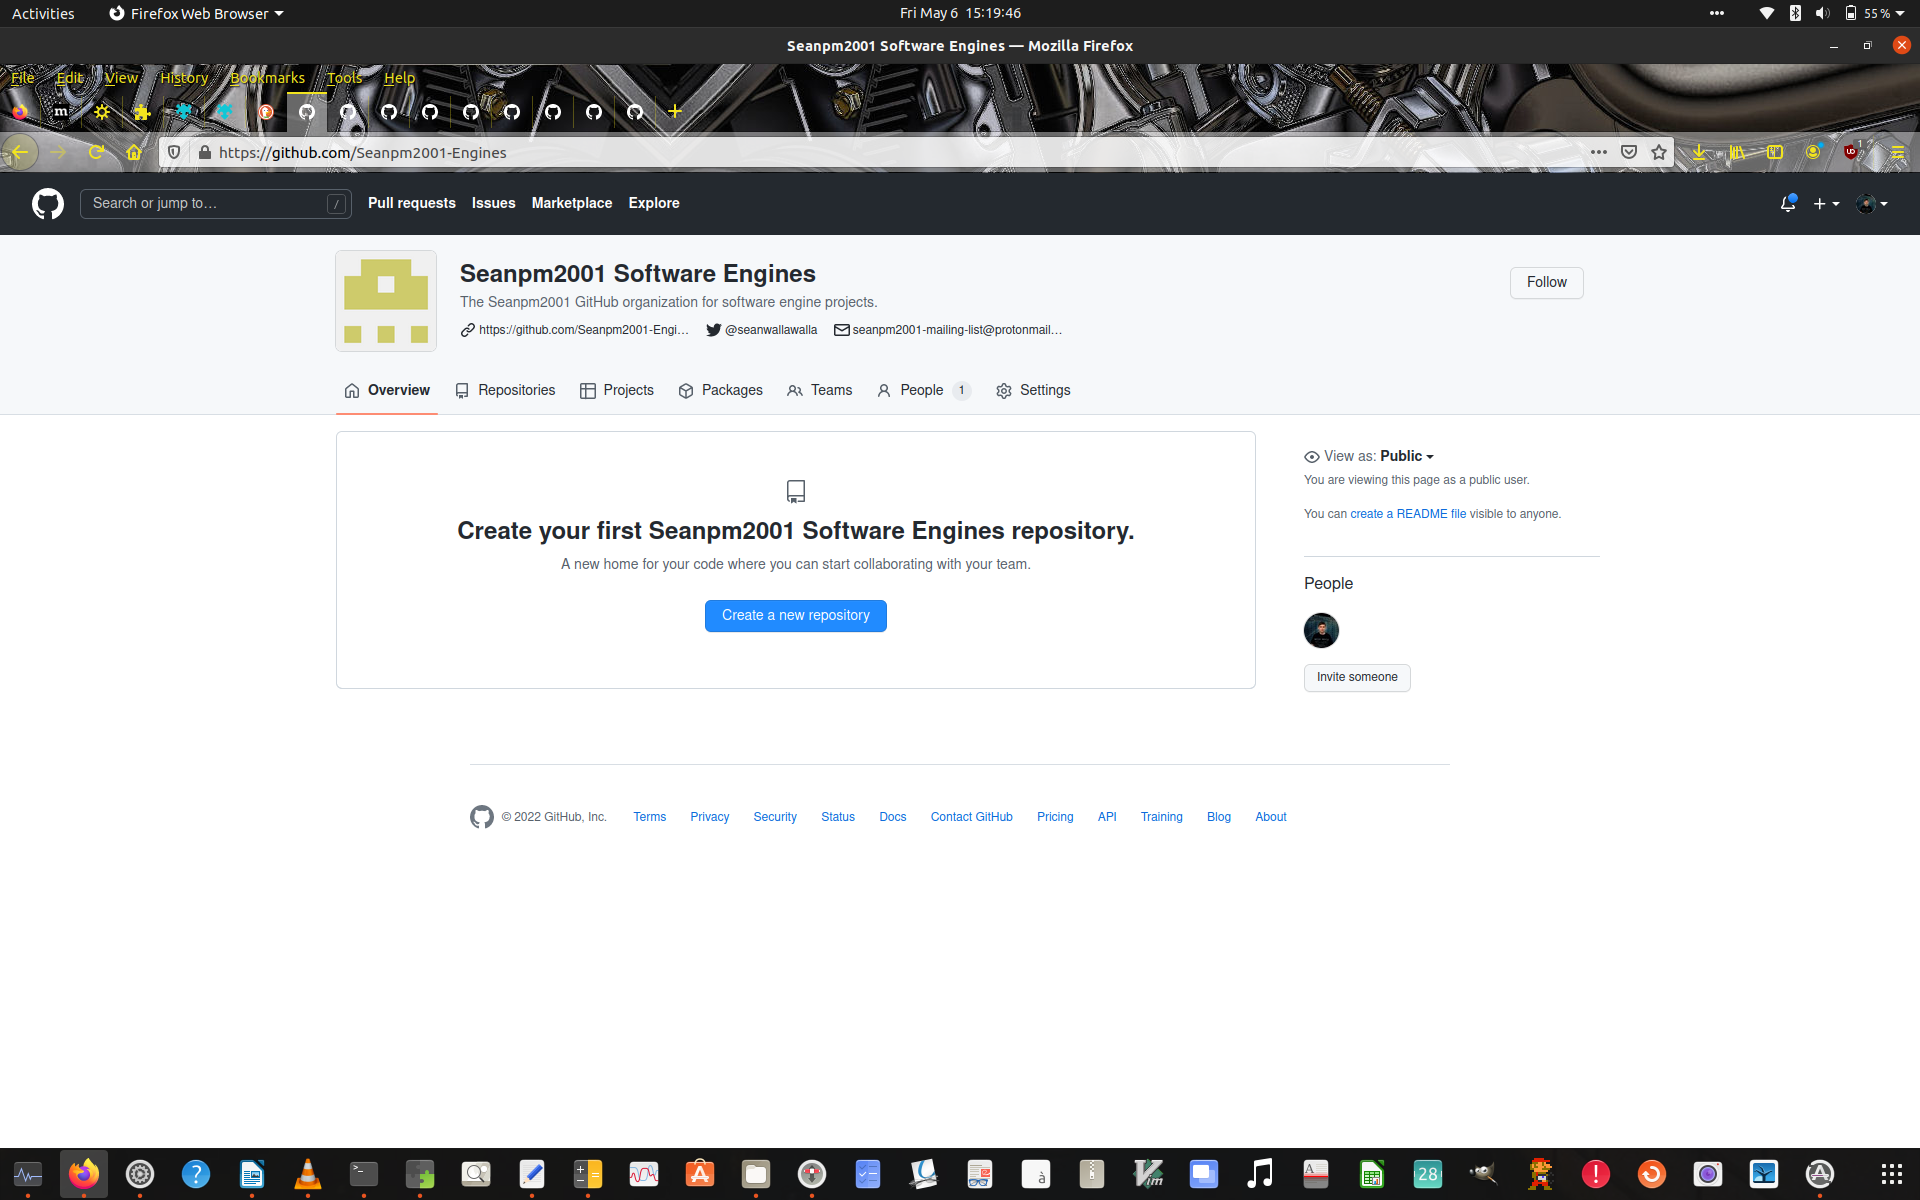 Activities
Firefox Web Browser
Fri May 6 15:19:46
55 %
Seanpm2001 Software Engines — Mozilla Firefox
File Edit View History Bookmarks Tools Help
m
https://github.com/Seanpm2001-Engines
1
Search or jump to… /
Pull requests Issues Marketplace Explore
Seanpm2001 Software Engines
The Seanpm2001 GitHub organization for software engine projects.
https://github.com/Seanpm2001-Engi… @seanwallawalla seanpm2001-mailing-list@protonmail…
Follow
Overview Repositories Projects Packages Teams People 1 Settings
Create your first Seanpm2001 Software Engines repository.
A new home for your code where you can start collaborating with your team.
Create a new repository
View as: Public
You are viewing this page as a public user.
You can create a README file visible to anyone.
People
Invite someone
© 2022 GitHub, Inc. Terms Privacy Security Status Docs Contact GitHub Pricing API Training Blog About
28